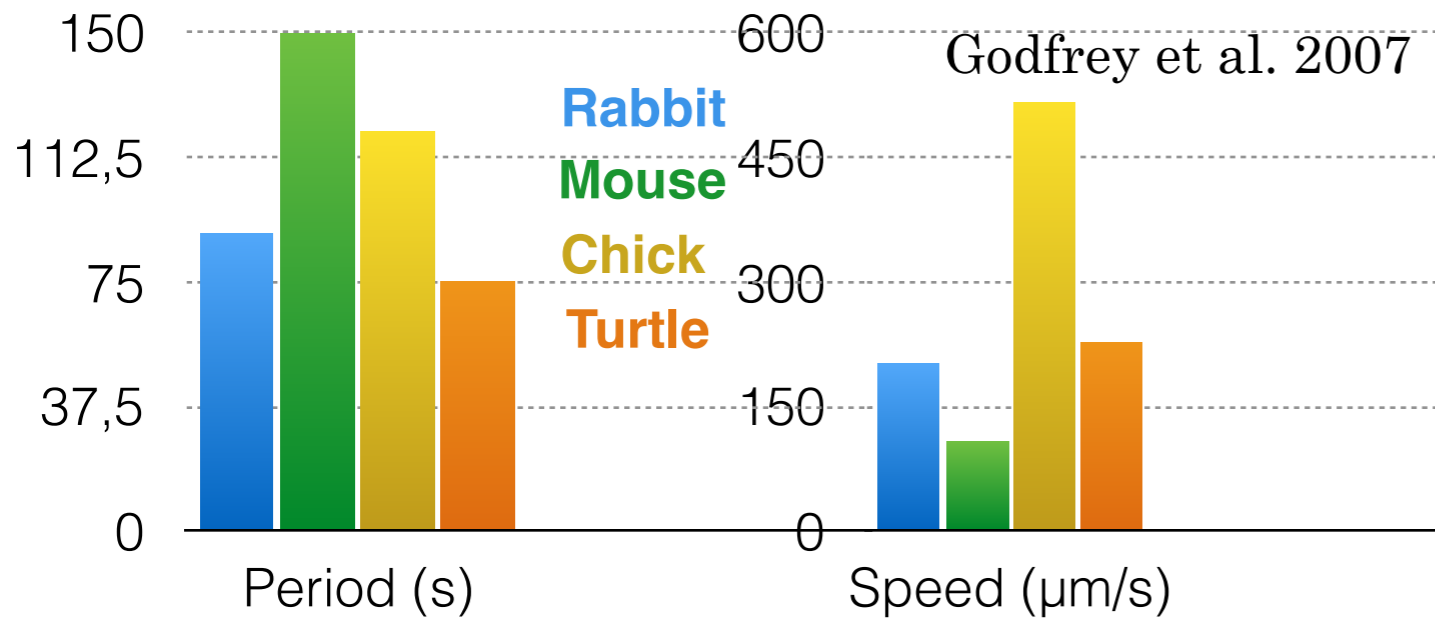 150
112,5
75
37,5
0
Period (s)
Rabbit
Mouse
Chick
Turtle
600
450
300
150
0
Speed (µm/s)
Godfrey et al. 2007